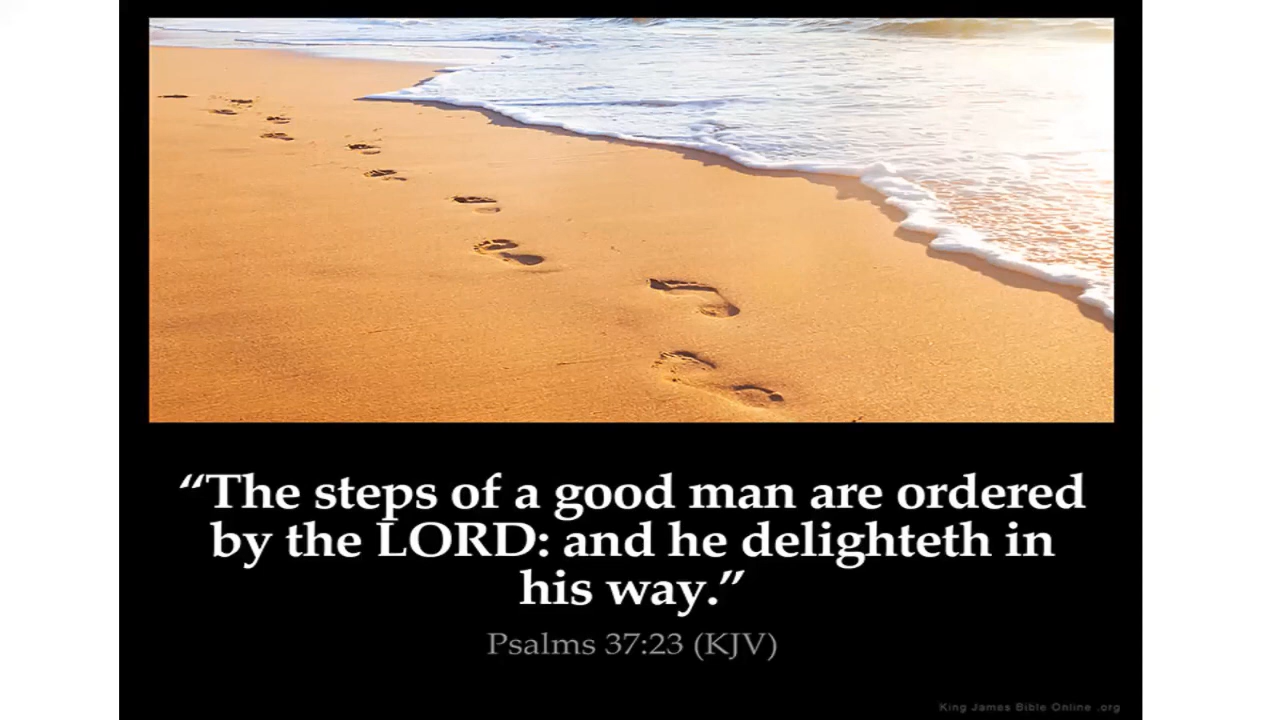 “The steps of a good man are ordered
by the LORD: and he delighteth in
his way.”
Psalms 37:23 (KJV)
King James Bible Online .org